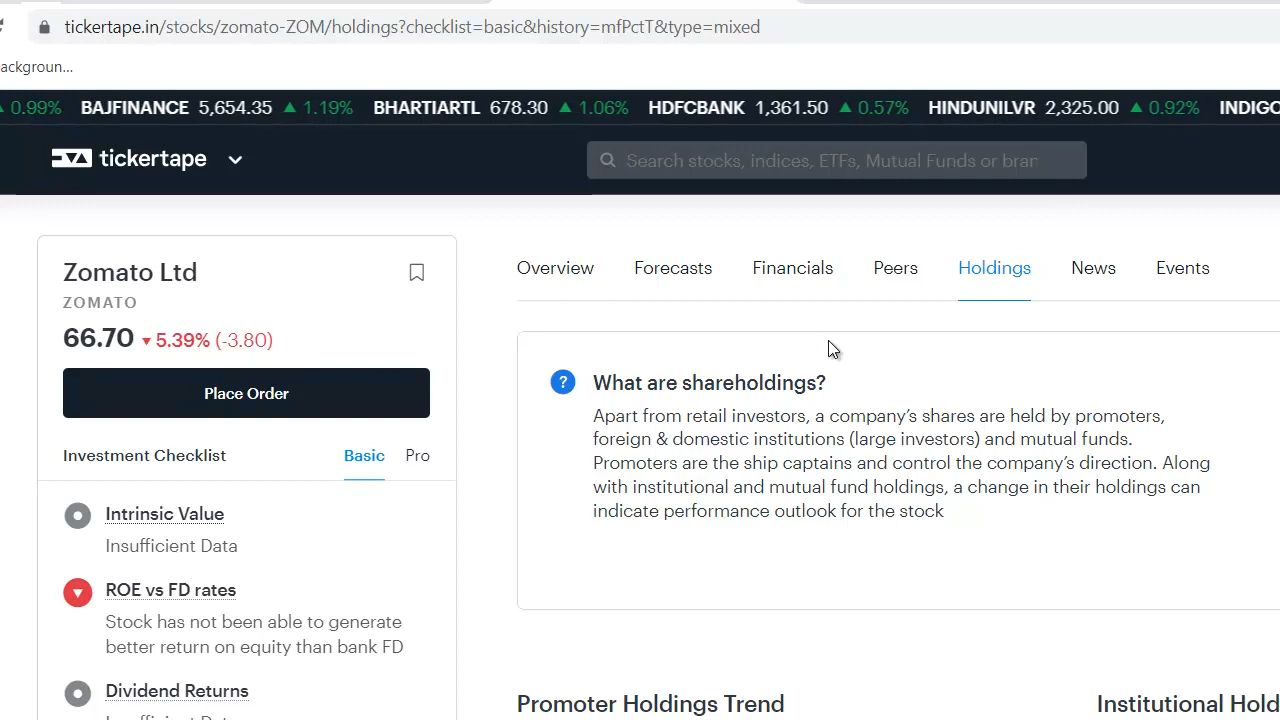 tickertape.in/stocks/zomato-ZOM/holdings?checklist=basic&history=mfPctT&type=mixed
ackgroun...
0.99% BAJFINANCE 5,654.35 ▲ 1.19% BHARTIARTL 678.30 ▲ 1.06% HDFCBANK 1,361.50 ▲ 0.57% HINDUNILVR 2,325.00 ▲ 0.92% INDIGO
tickertape
Search stocks, indices, ETFs, Mutual Funds or bran
Zomato Ltd
ZOMATO
66.70 ▼ 5.39% (-3.80)
Place Order
Investment Checklist Basic Pro
Intrinsic Value
Insufficient Data
ROE vs FD rates
Stock has not been able to generate
better return on equity than bank FD
Dividend Returns
Overview Forecasts Financials Peers Holdings News Events
? What are shareholdings?
Apart from retail investors, a company's shares are held by promoters,
foreign & domestic institutions (large investors) and mutual funds.
Promoters are the ship captains and control the company's direction. Along
with institutional and mutual fund holdings, a change in their holdings can
indicate performance outlook for the stock
Promoter Holdings Trend
Institutional Hold